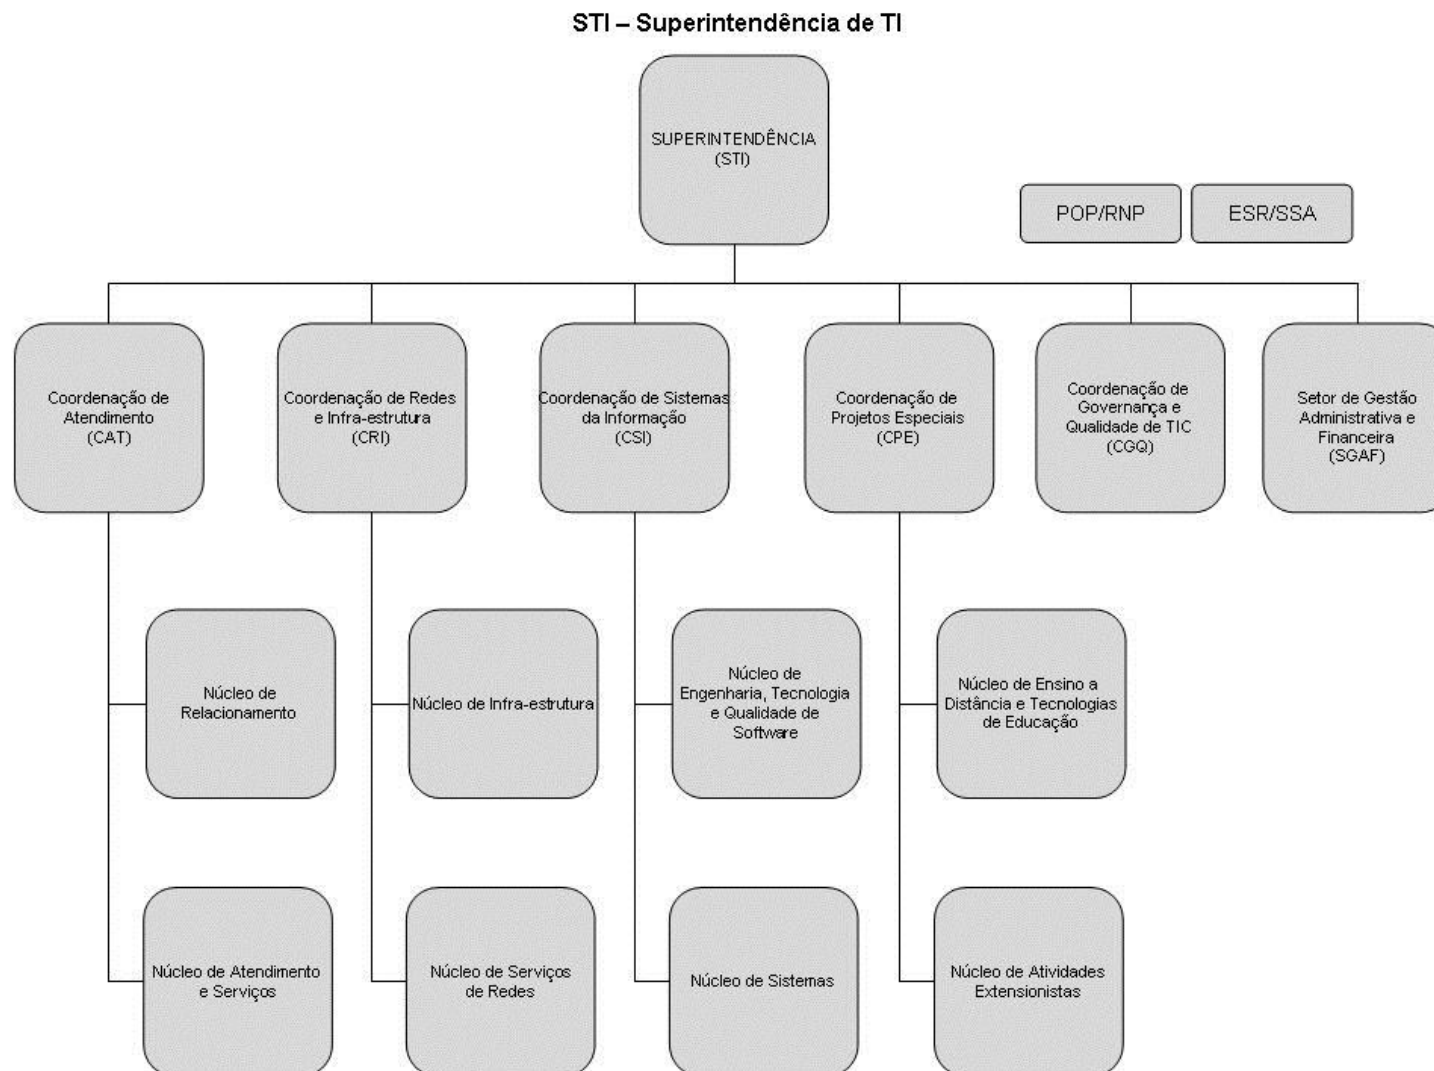 STI – Superintendência de TI
SUPERINTENDÊNCIA
(STI)
POP/RNP
ESR/SSA
Coordenação de
Atendimento
(CAT)
Coordenação de Redes
e Infra-estrutura
(CRI)
Coordenação de Sistemas
da Informação
(CSI)
Coordenação de
Projetos Especiais
(CPE)
Coordenação de
Governança e
Qualidade de TIC
(CGQ)
Setor de Gestão
Administrativa e
Financeira
(SGAF)
Núcleo de
Relacionamento
Núcleo de Infra-estrutura
Núcleo de
Engenharia, Tecnologia
e Qualidade de
Software
Núcleo de Ensino a
Distância e Tecnologias
de Educação
Núcleo de Atendimento
e Serviços
Núcleo de Serviços
de Redes
Núcleo de Sistemas
Núcleo de Atividades
Extensionistas